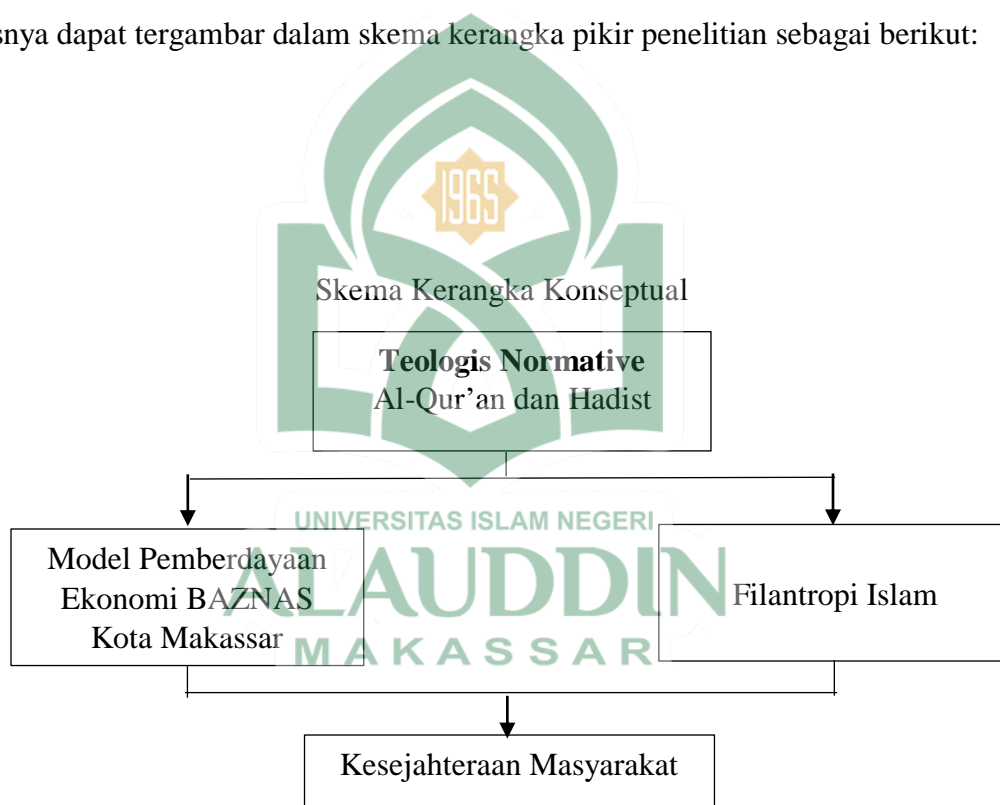 snya dapat tergambar dalam skema kerangka pikir penelitian sebagai berikut:
1965
Skema Kerangka Konseptual
Teologis Normative
Al-Qur’an dan Hadist
UNIVERSITAS ISLAM NEGERI
ALAUDDIN
MAKASSAR
Model Pemberdayaan
Ekonomi BAZNAS
Kota Makassar
Filantropi Islam
Kesejahteraan Masyarakat